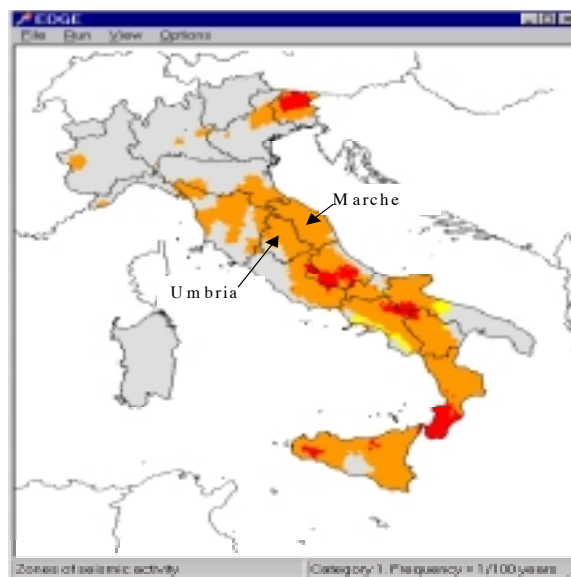 EDGE
File Run View Options
Marche
Umbria
Zones of seismic activity
Category 1. Frequency = 1/100 years